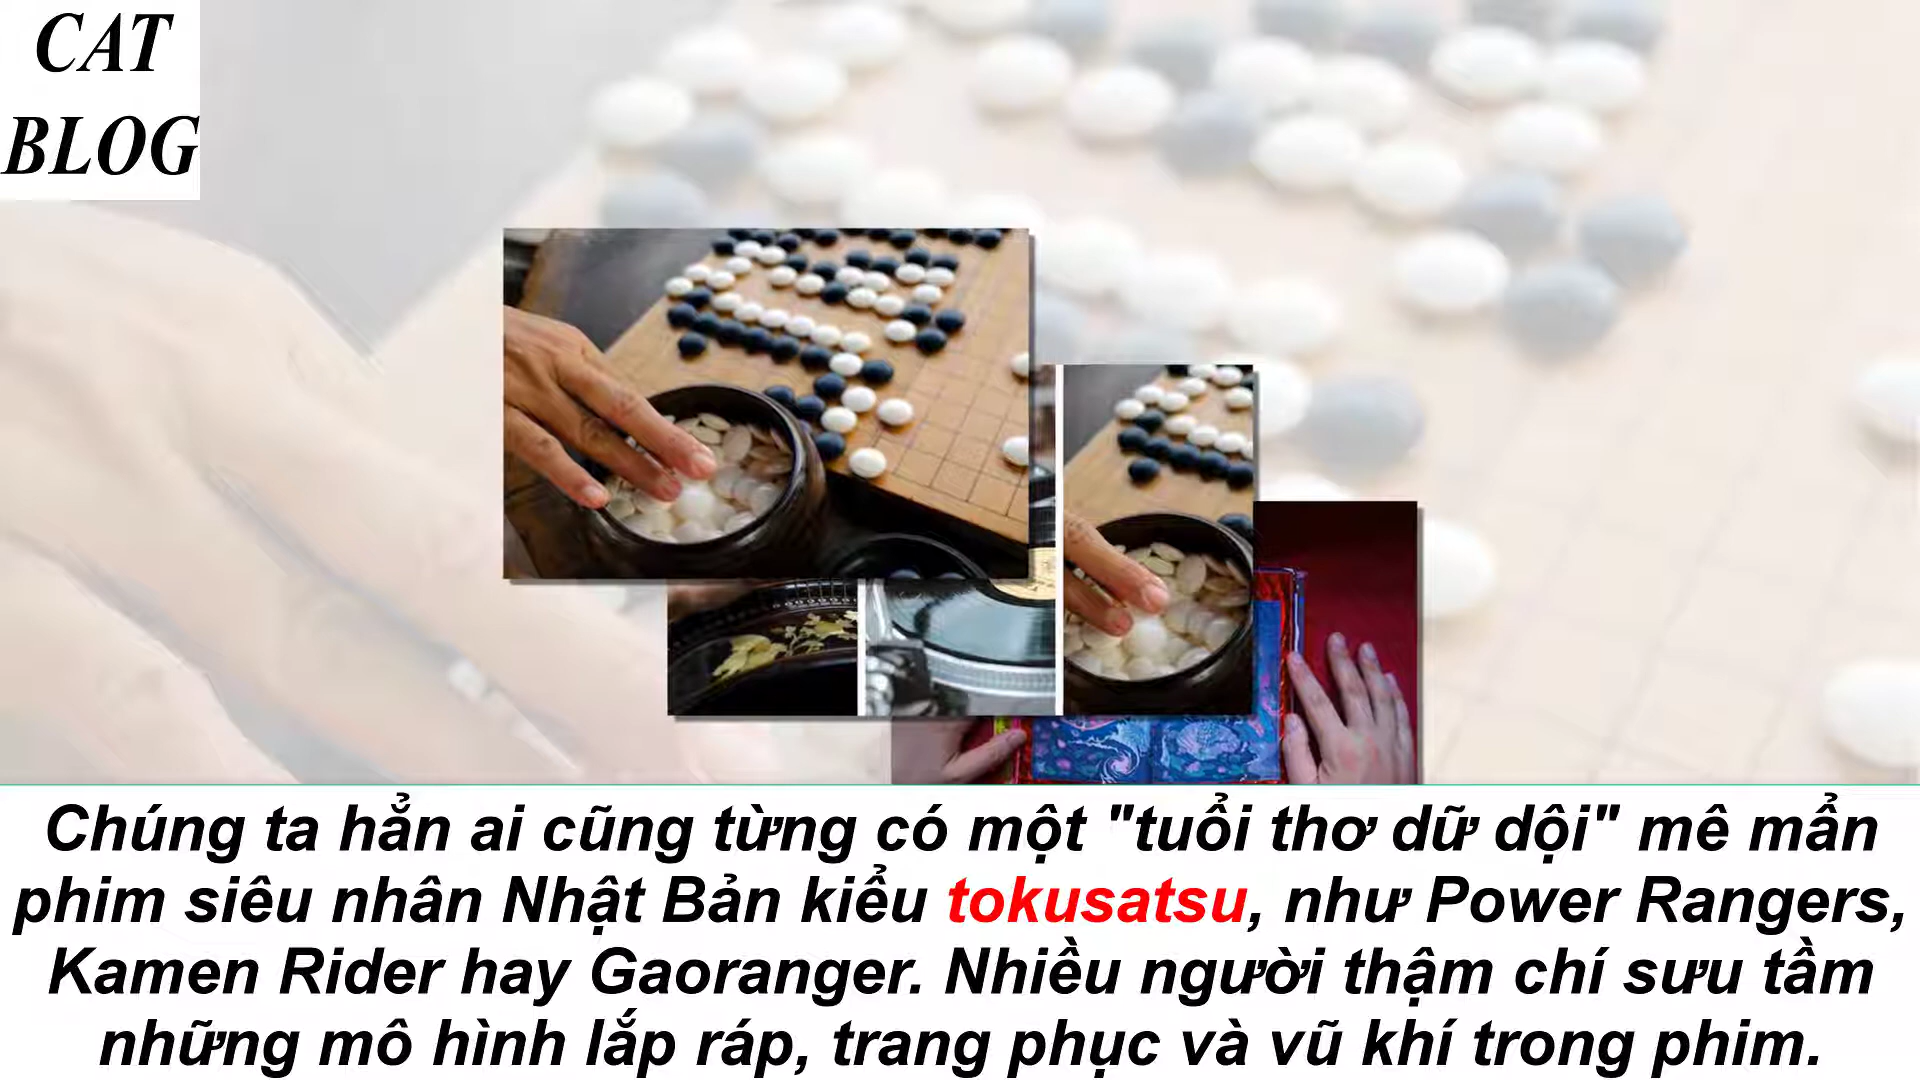 CAT
BLOG
Chúng ta hẳn ai cũng từng có một "tuổi thơ dữ dội" mê mẩn
phim siêu nhân Nhật Bản kiểu tokusatsu, như Power Rangers,
Kamen Rider hay Gaoranger. Nhiều người thậm chí sưu tầm
những mô hình lắp ráp, trang phục và vũ khí trong phim.